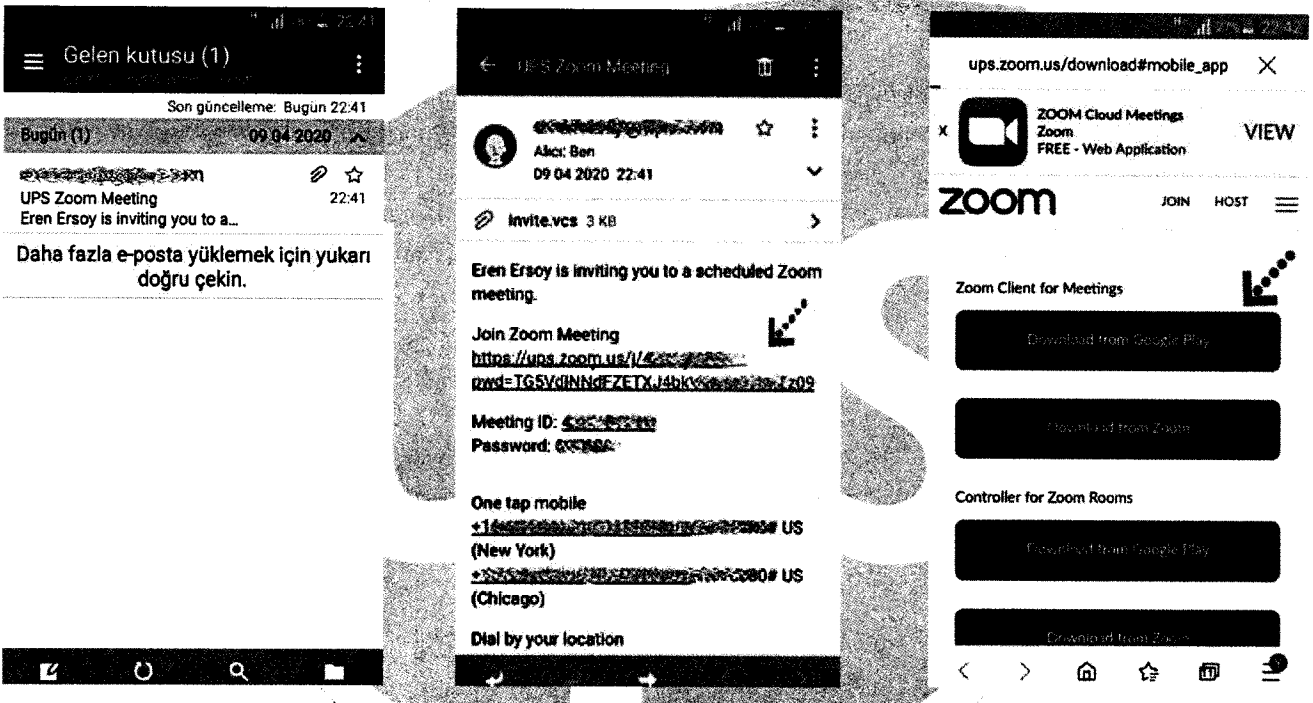 22:41
Gelen kutusu (1)
Son güncelleme: Bugün 22:41
Bugün (1) 09 04 2020
UPS Zoom Meeting 22:41
Eren Ersoy is inviting you to a...
Daha fazla e-posta yüklemek için yukarı
doğru çekin.
UPS Zoom Meeting
Alıcı: Ben
09 04 2020 22:41
invite.vcs 3 KB
Eren Ersoy is inviting you to a scheduled Zoom
meeting.
Join Zoom Meeting
https://ups.zoom.us/j/
Meeting ID:
Password:
One tap mobile
US
(New York)
US
(Chicago)
Dial by your location
22:42
ups.zoom.us/download#mobile_app
X
ZOOM Cloud Meetings
Zoom
FREE - Web Application
VIEW
zoom JOIN HOST
Zoom Client for Meetings
Download from Google Play
Download from Zoom
Controller for Zoom Rooms
Download from Google Play
Download from Zoom